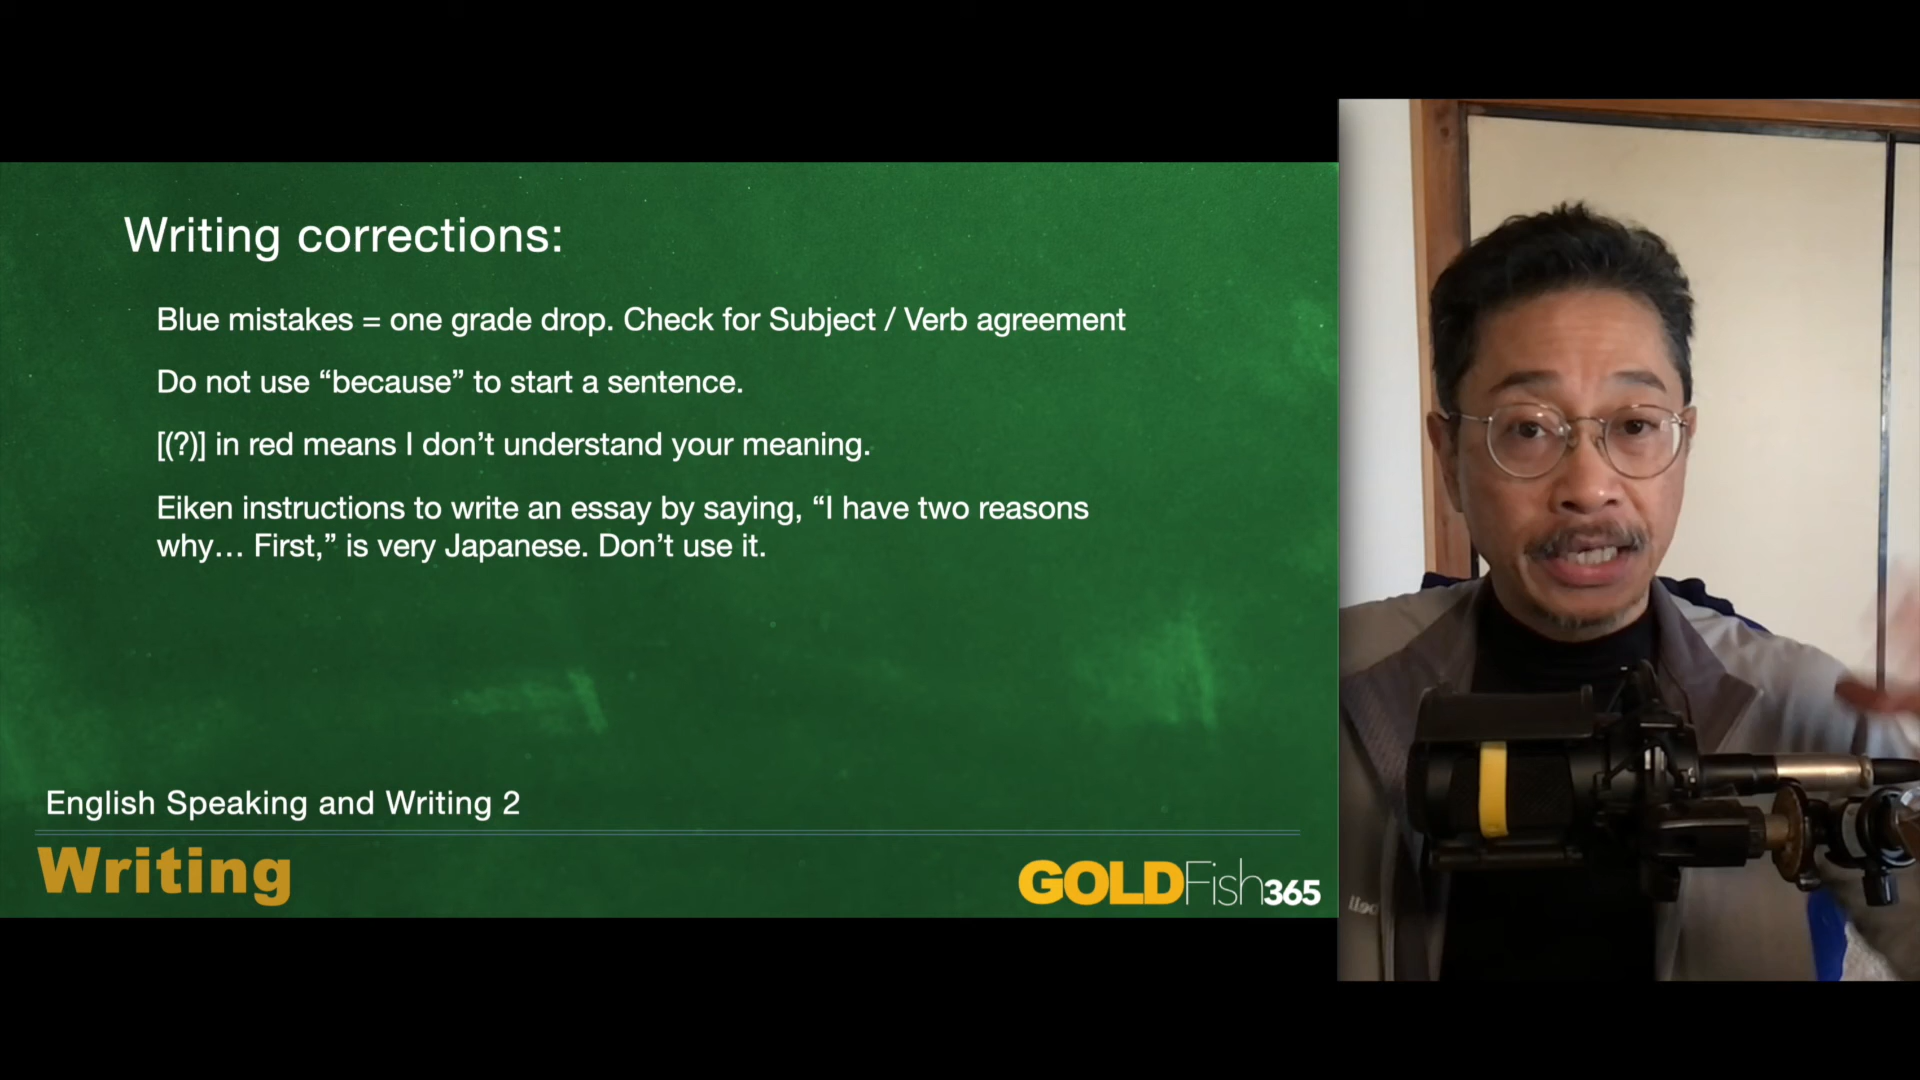 Writing corrections:
Blue mistakes = one grade drop. Check for Subject / Verb agreement
Do not use “because” to start a sentence.
[(?)] in red means I don’t understand your meaning.
Eiken instructions to write an essay by saying, “I have two reasons
why… First,” is very Japanese. Don’t use it.
English Speaking and Writing 2
Writing
GOLDFish365